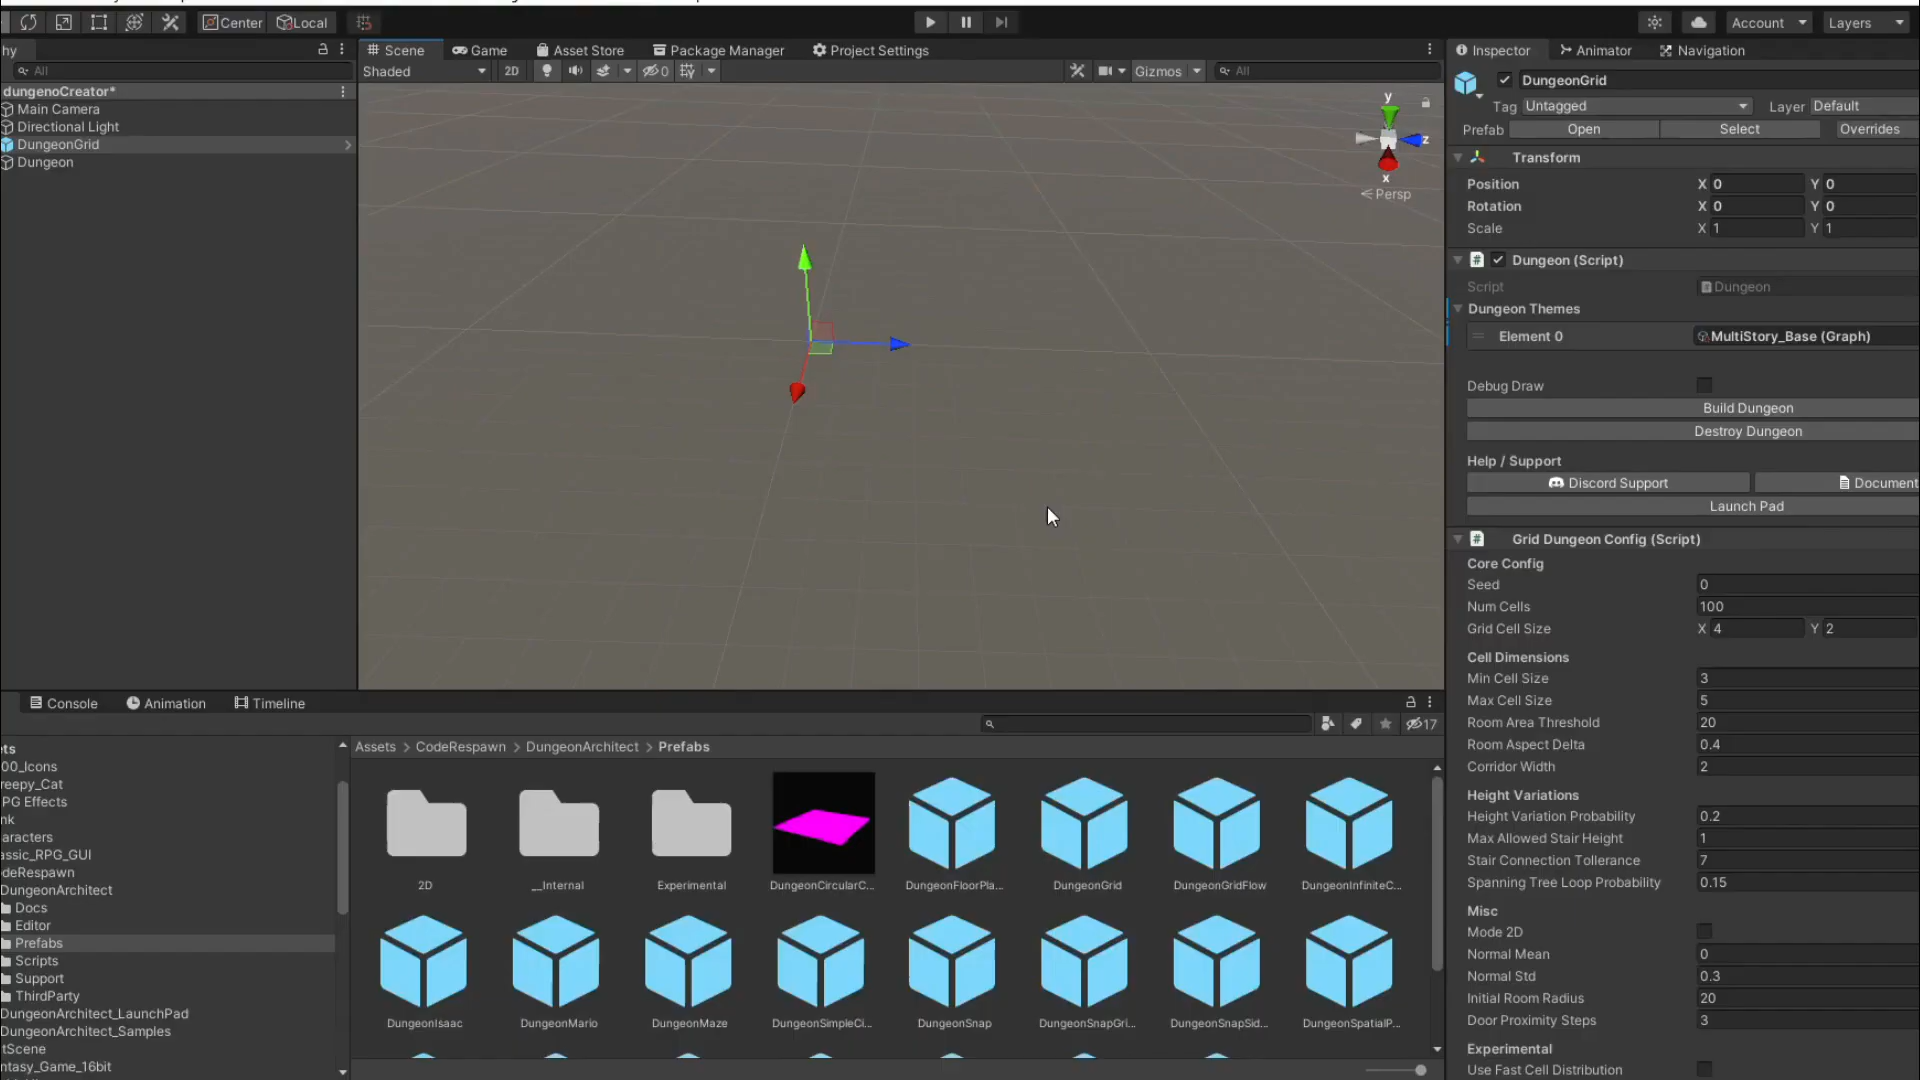 Center
Local
Account
Layers
hy
All
dungenoCreator*
Main Camera
Directional Light
DungeonGrid
Dungeon
Scene
Game
Asset Store
Package Manager
Project Settings
Shaded
2D
0
Gizmos
All
y
z
x
Persp
Inspector
Animator
Navigation
DungeonGrid
Tag Untagged
Layer Default
Prefab Open Select Overrides
Transform
Position X 0 Y 0
Rotation X 0 Y 0
Scale X 1 Y 1
# Dungeon (Script)
Script Dungeon
Dungeon Themes
Element 0 MultiStory_Base (Graph)
Debug Draw
Build Dungeon
Destroy Dungeon
Help / Support
Discord Support
Document
Launch Pad
# Grid Dungeon Config (Script)
Core Config
Seed 0
Num Cells 100
Grid Cell Size X 4 Y 2
Cell Dimensions
Min Cell Size 3
Max Cell Size 5
Room Area Threshold 20
Room Aspect Delta 0.4
Corridor Width 2
Height Variations
Height Variation Probability 0.2
Max Allowed Stair Height 1
Stair Connection Tollerance 7
Spanning Tree Loop Probability 0.15
Misc
Mode 2D
Normal Mean 0
Normal Std 0.3
Initial Room Radius 20
Door Proximity Steps 3
Experimental
Use Fast Cell Distribution
Console
Animation
Timeline
17
ets
00_Icons
reepy_Cat
PG Effects
nk
aracters
assic_RPG_GUI
deRespawn
DungeonArchitect
Docs
Editor
Prefabs
Scripts
Support
ThirdParty
DungeonArchitect_LaunchPad
DungeonArchitect_Samples
tScene
ntasy_Game_16bit
Assets > CodeRespawn > DungeonArchitect > Prefabs
2D
__Internal
Experimental
DungeonCircularC...
DungeonFloorPla...
DungeonGrid
DungeonGridFlow
DungeonInfiniteC...
DungeonIsaac
DungeonMario
DungeonMaze
DungeonSimpleCi...
DungeonSnap
DungeonSnapGri...
DungeonSnapSid...
DungeonSpatialP...